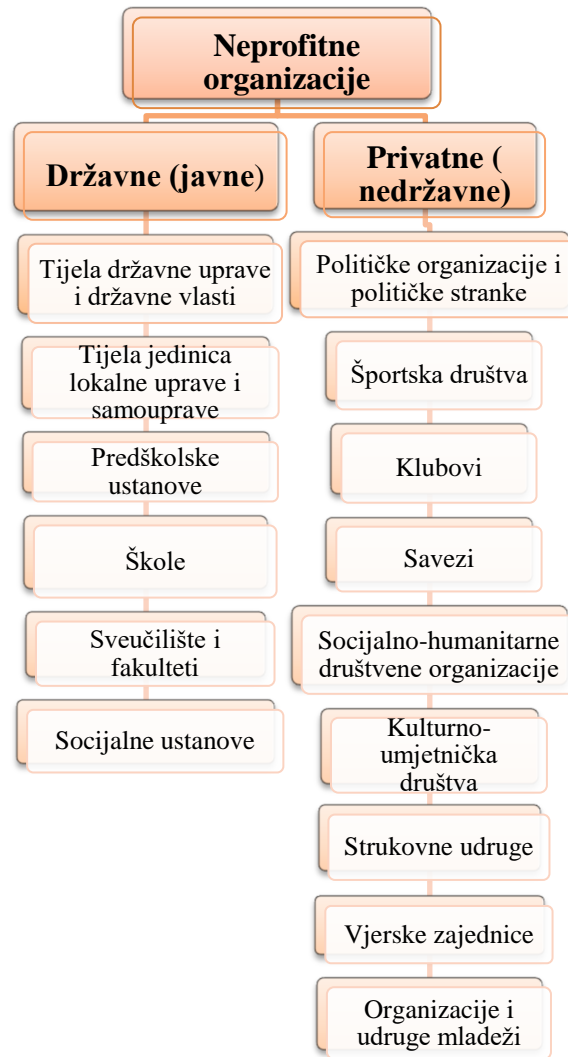 Neprofitne
organizacije
Državne (javne)
Tijela državne uprave
i državne vlasti
Tijela jedinica
lokalne uprave i
samouprave
Predškolske
ustanove
Škole
Sveučilište i
fakulteti
Socijalne ustanove
Privatne (
nedržavne)
Političke organizacije i
političke stranke
Športska društva
Klubovi
Savezi
Socijalno-humanitarne
društvene organizacije
Kulturno-
umjetnička
društva
Strukovne udruge
Vjerske zajednice
Organizacije i
udruge mladeži